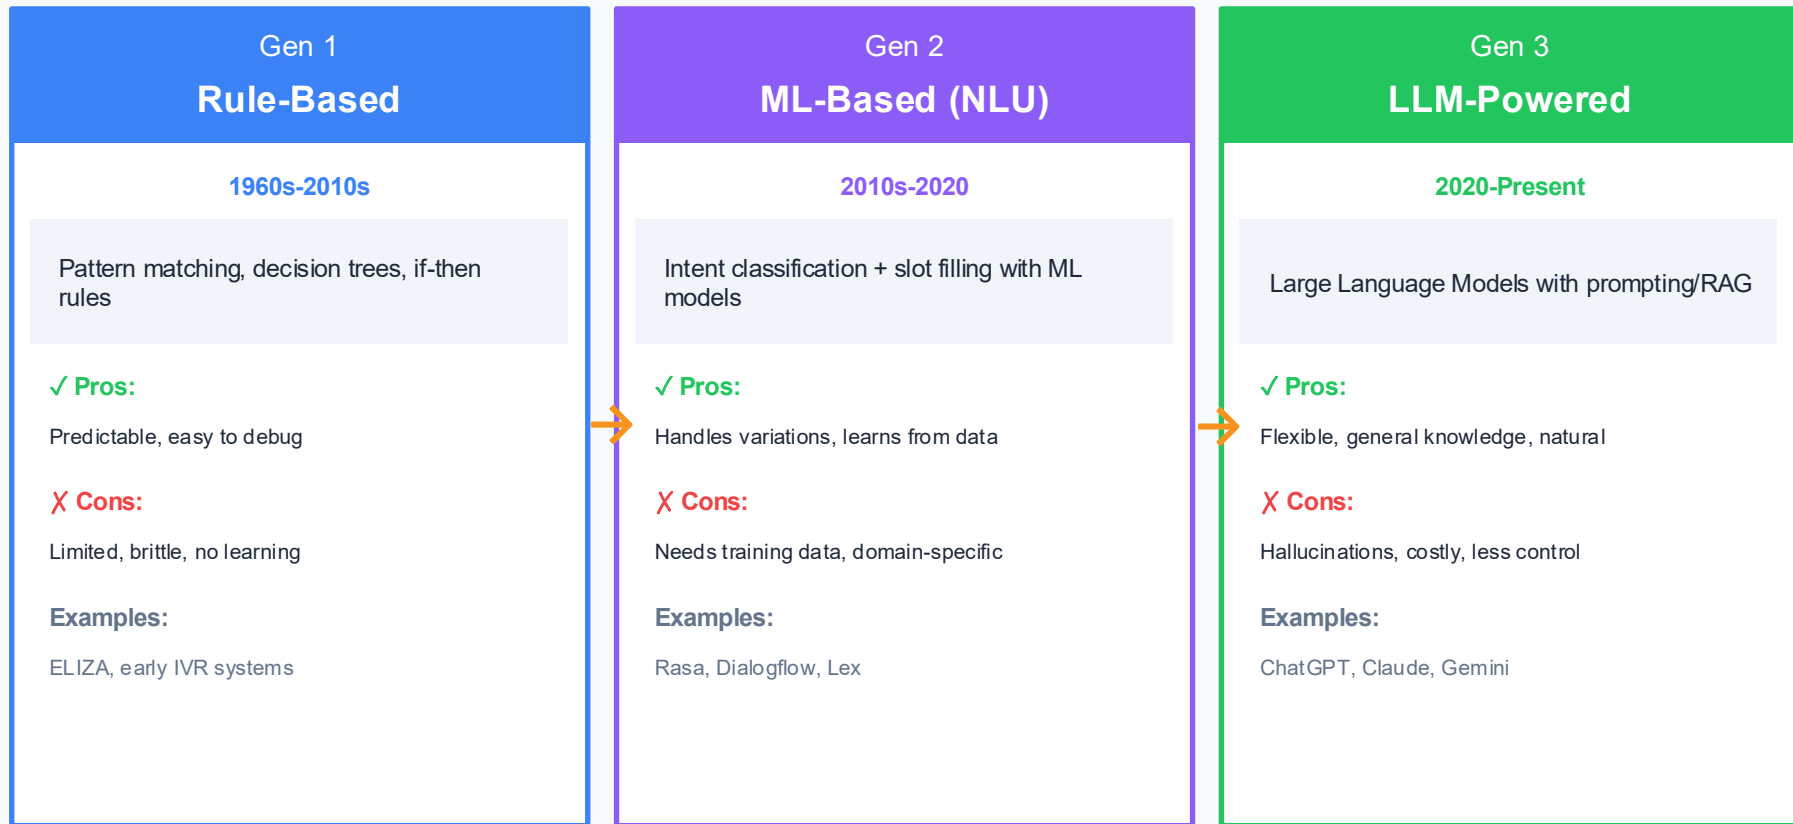 Gen 1
Rule-Based
1960s-2010s
Pattern matching, decision trees, if-then
rules
✓ Pros:
Predictable, easy to debug
✗ Cons:
Limited, brittle, no learning
Examples:
ELIZA, early IVR systems
Gen 2
ML-Based (NLU)
2010s-2020
Intent classification + slot filling with ML
models
✓ Pros:
Handles variations, learns from data
✗ Cons:
Needs training data, domain-specific
Examples:
Rasa, Dialogflow, Lex
Gen 3
LLM-Powered
2020-Present
Large Language Models with prompting/RAG
✓ Pros:
Flexible, general knowledge, natural
✗ Cons:
Hallucinations, costly, less control
Examples:
ChatGPT, Claude, Gemini